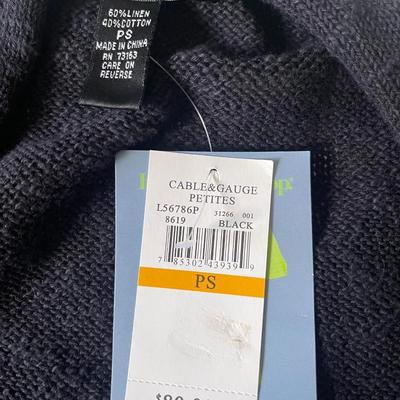 60%LINEN
40%COTTON
PS
MADE IN CHINA
RN 73163
CARE ON
REVERSE
CABLE&GAUGE
PETITES
L56786P 31266 001
8619 BLACK
7 85302 43939 9
PS